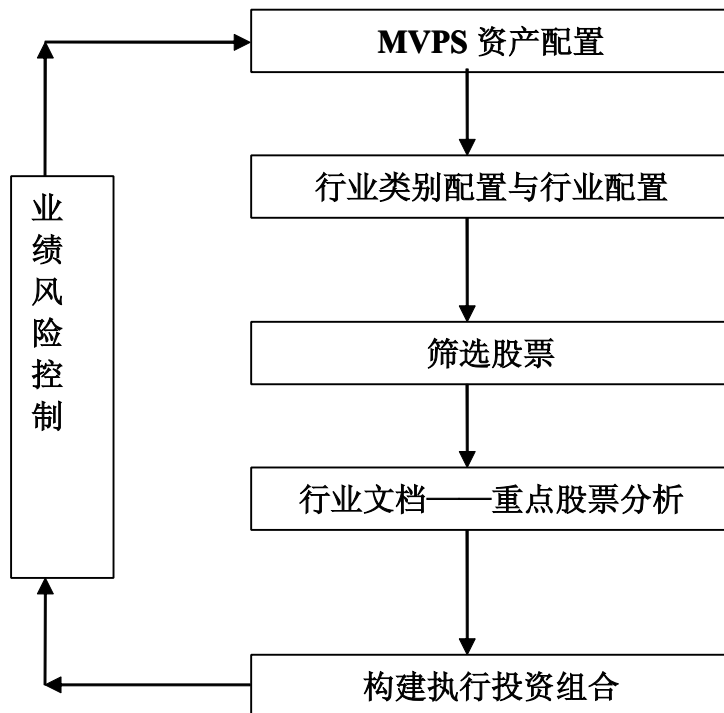 MVPS 资产配置
行业类别配置与行业配置
筛选股票
行业文档——重点股票分析
构建执行投资组合
业
绩
风
险
控
制